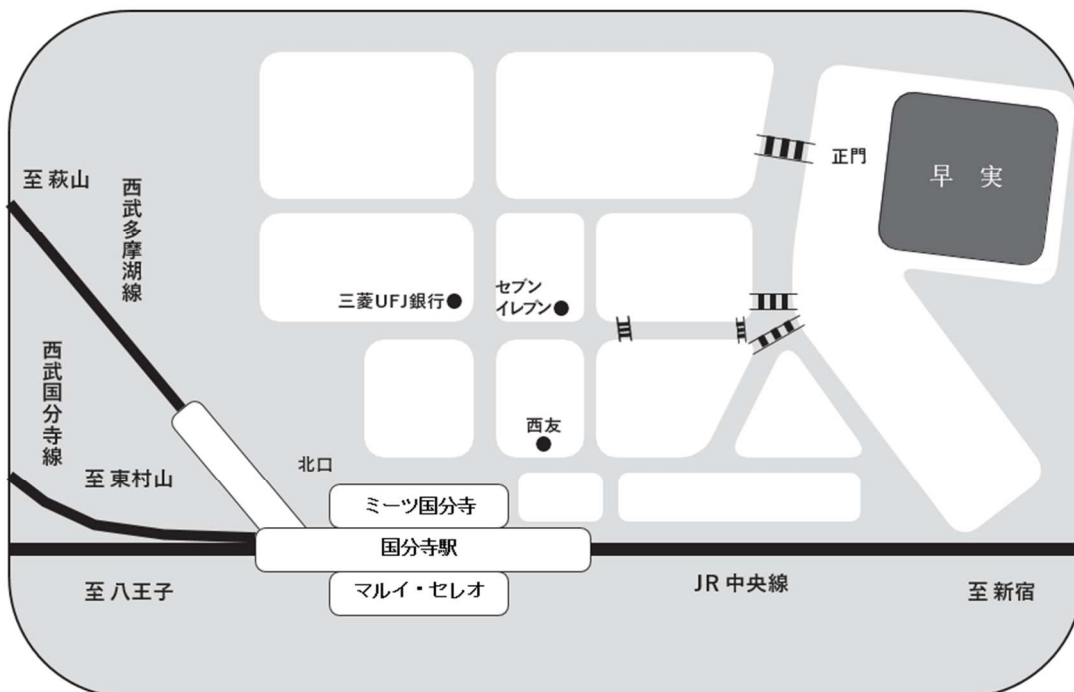 正門
早 実
至 萩山
西武多摩湖線
三菱UFJ銀行
セブン
イレブン
西武国分寺線
西友
至 東村山
北口
ミーツ国分寺
国分寺駅
マルイ・セレオ
至 八王子
JR 中央線
至 新宿